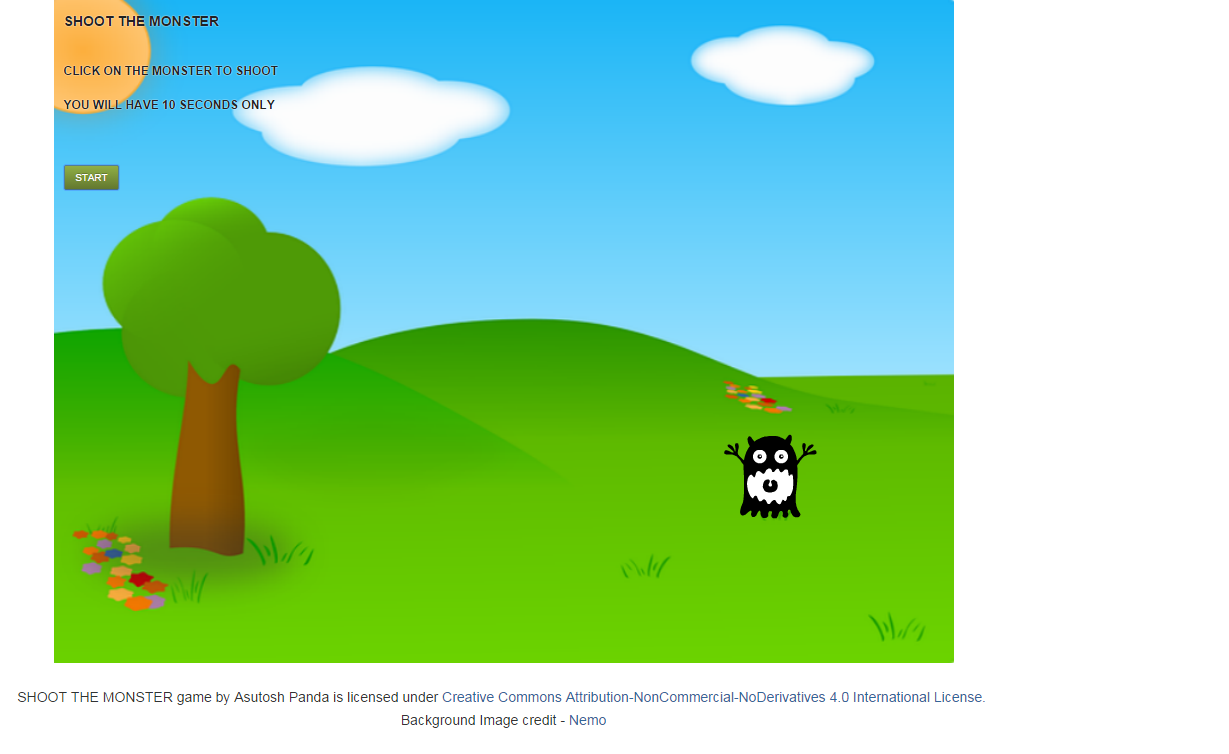 SHOOT THE MONSTER
CLICK ON THE MONSTER TO SHOOT
YOU WILL HAVE 10 SECONDS ONLY
START
SHOOT THE MONSTER game by Asutosh Panda is licensed under Creative Commons Attribution-NonCommercial-NoDerivatives 4.0 International License.
Background Image credit - Nemo